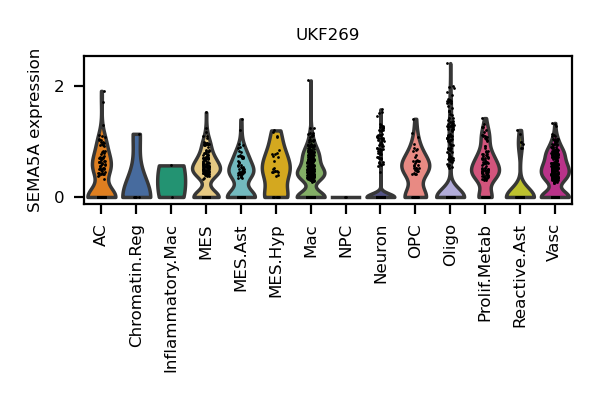 UKF269
SEMA5A expression
2
0
AC
Chromatin.Reg
Inflammatory.Mac
MES
MES.Ast
MES.Hyp
Mac
NPC
Neuron
OPC
Oligo
Prolif.Metab
Reactive.Ast
Vasc